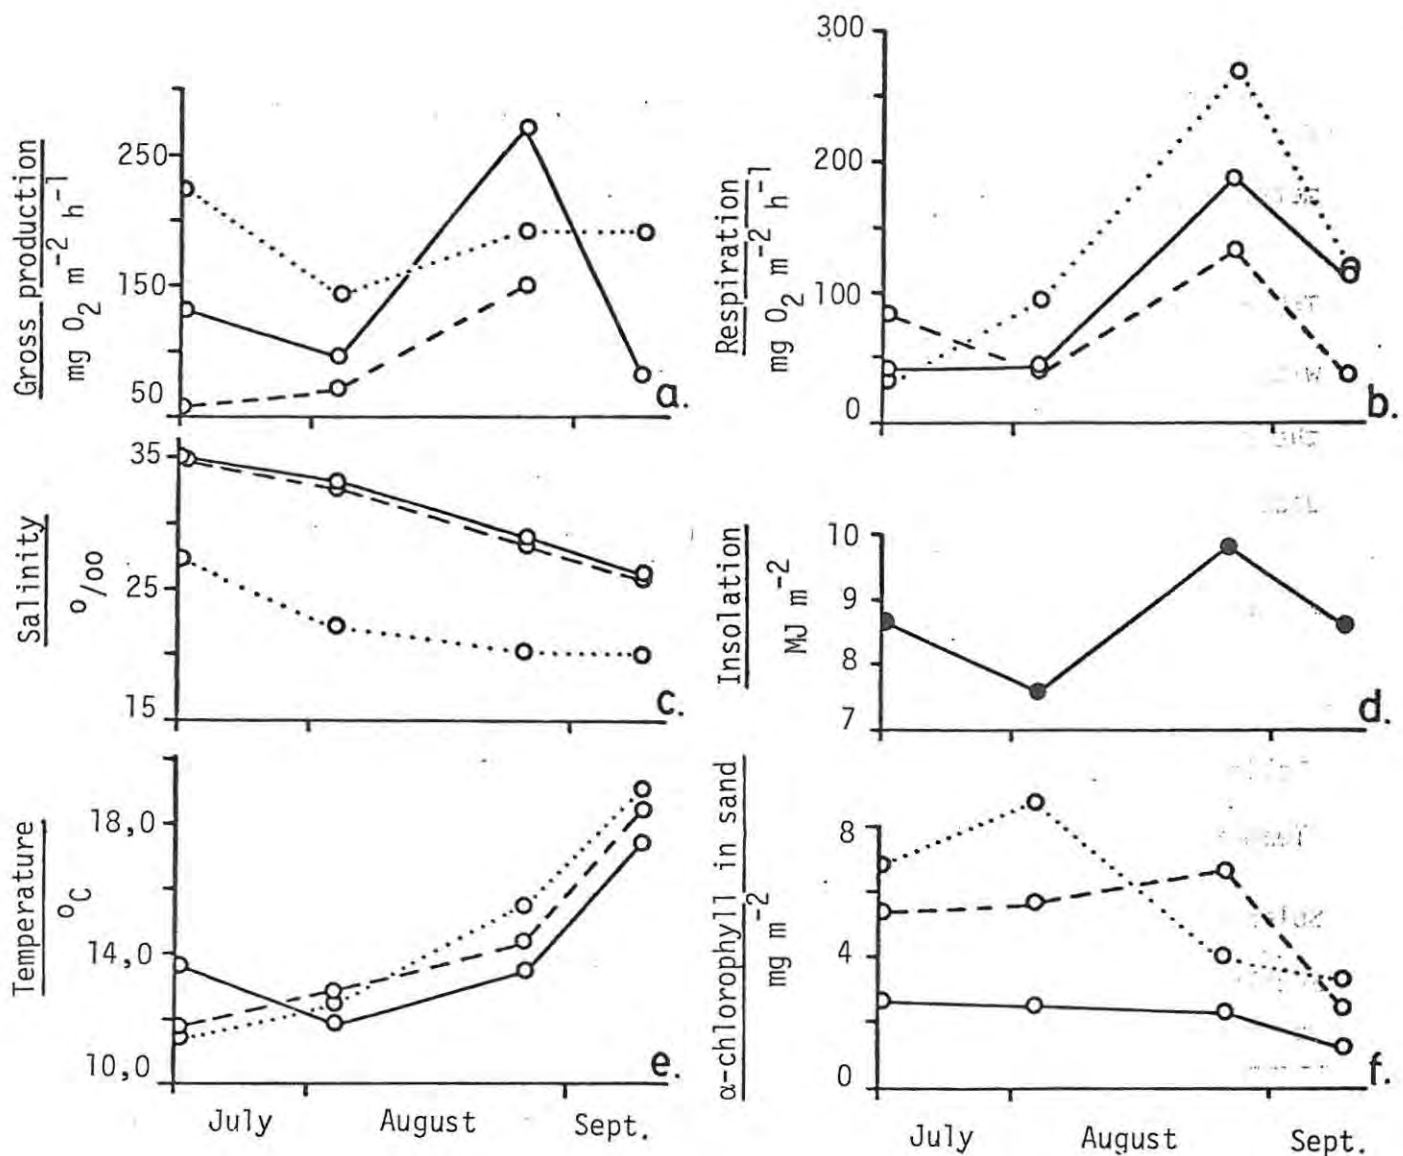 Gross production
mg O₂ m⁻² h⁻¹
250
150
50
a.
Respiration
mg O₂ m⁻² h⁻¹
300
200
100
0
b.
Salinity
o/oo
35
25
15
c.
Insolation
MJ m⁻²
10
9
8
7
d.
Temperature
°C
18,0
14,0
10,0
e.
July August Sept.
α-chlorophyll in sand
mg m⁻²
8
4
0
f.
July August Sept.